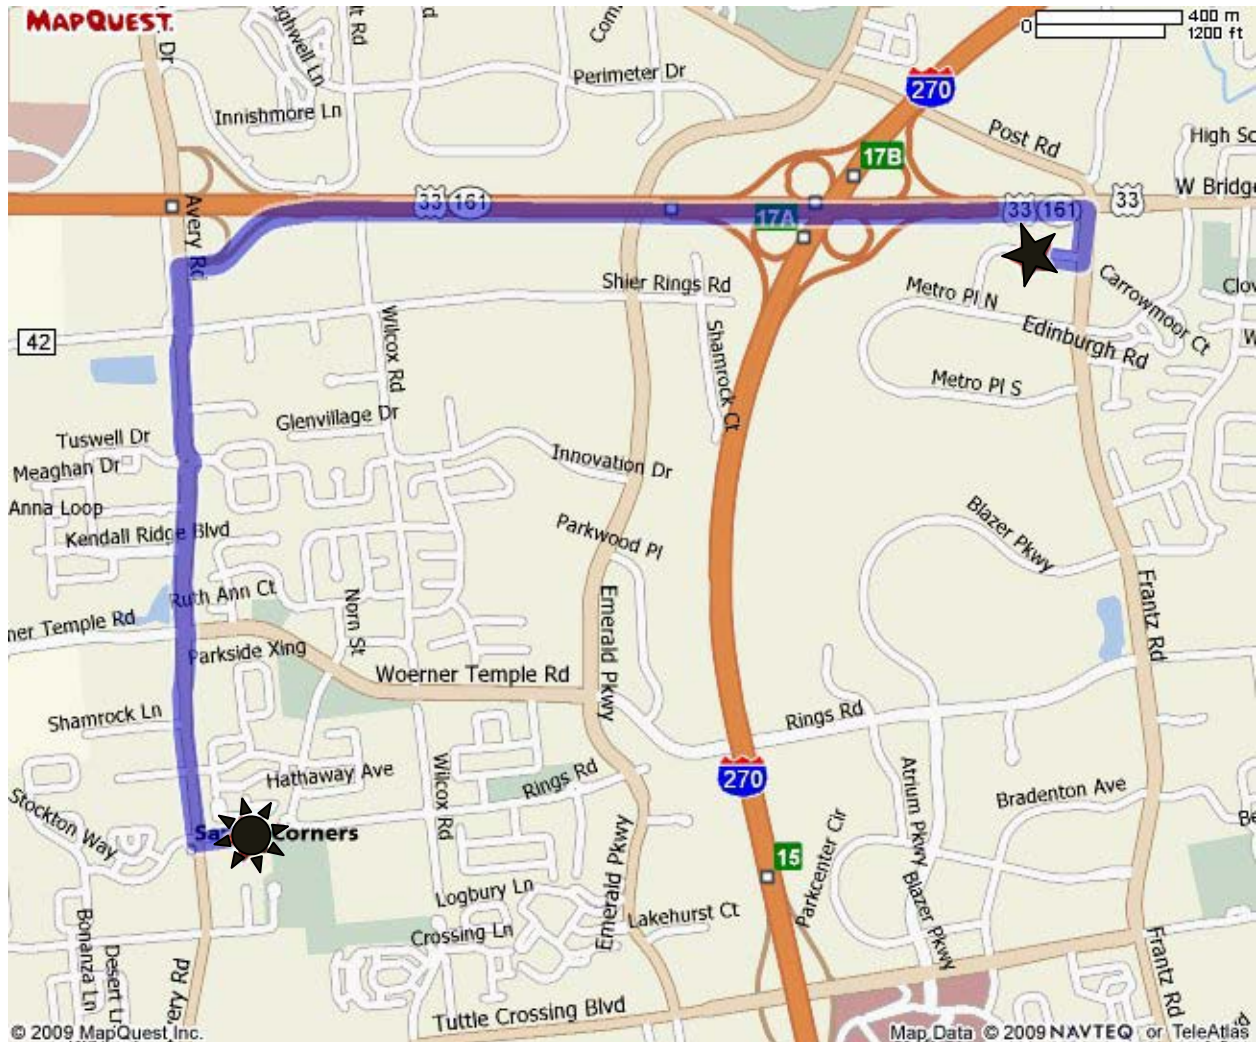 MAPQUEST.
0
400 m
1200 ft
Dr
Rd
Perimeter Dr
270
Innishmore Ln
Post Rd
17B
33
161
33
161
33
W Bridge
17A
Avery Rd
Shier Rings Rd
Metro Pl N
Carrowmoor Ct
42
Wilcox Rd
Shamrock Ct
Edinburgh Rd
Metro Pl S
Glenvillage Dr
Tuswell Dr
Meaghan Dr
Innovation Dr
Anna Loop
Kendall Ridge Blvd
Parkwood Pl
Blazer Pkwy
Ruth Ann Ct
Norn St
Emerald Pkwy
Frantz Rd
ner Temple Rd
Parkside Xing
Woerner Temple Rd
Shamrock Ln
Rings Rd
Hathaway Ave
Wilcox Rd
Rings Rd
270
Atrium Pkwy
Bradenton Ave
Stockton Way
Corners
Emerald Pkwy
15
Parkcenter Cir
Blazer Pkwy
Logbury Ln
Lakehurst Ct
Crossing Ln
Bonanza Ln
Desert Ln
very Rd
Frantz Rd
Tuttle Crossing Blvd
© 2009 MapQuest Inc.
Map Data © 2009 NAVTEQ or TeleAtlas